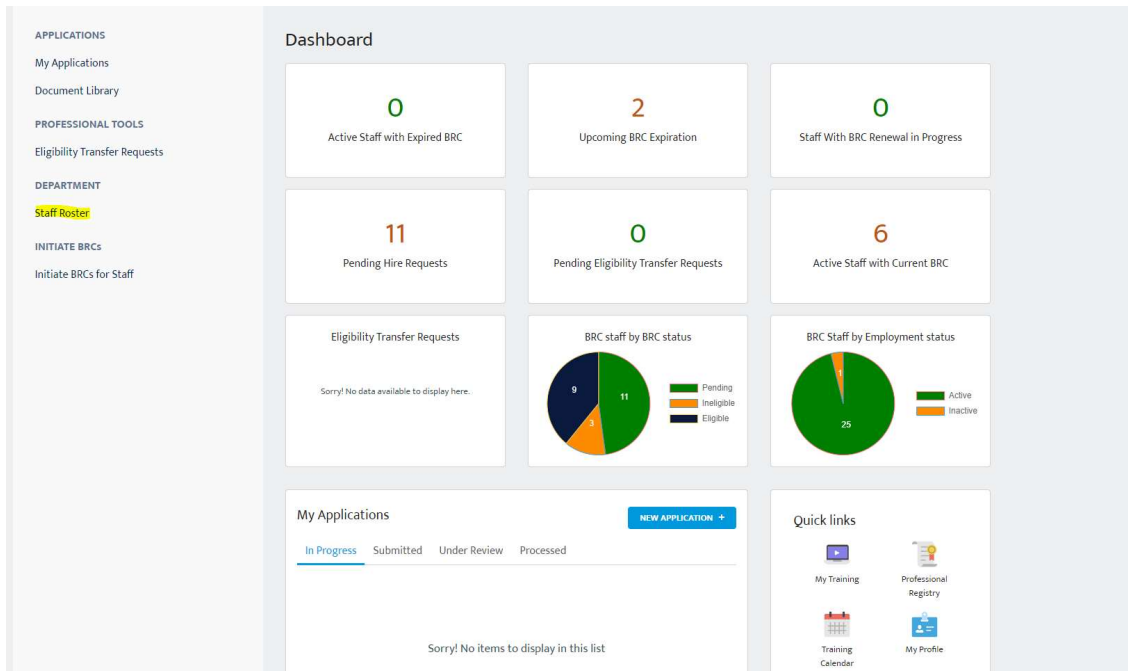 APPLICATIONS
My Applications
Document Library
PROFESSIONAL TOOLS
Eligibility Transfer Requests
DEPARTMENT
Staff Roster
INITIATE BRCs
Initiate BRCs for Staff
Dashboard
0
Active Staff with Expired BRC
2
Upcoming BRC Expiration
0
Staff With BRC Renewal in Progress
11
Pending Hire Requests
0
Pending Eligibility Transfer Requests
6
Active Staff with Current BRC
Eligibility Transfer Requests
Sorry! No data available to display here.
BRC staff by BRC status
9
11
3
Pending
Ineligible
Eligible
BRC Staff by Employment status
1
25
Active
Inactive
My Applications
NEW APPLICATION +
In Progress Submitted Under Review Processed
Sorry! No items to display in this list
Quick links
My Training
Professional
Registry
Training
Calendar
My Profile